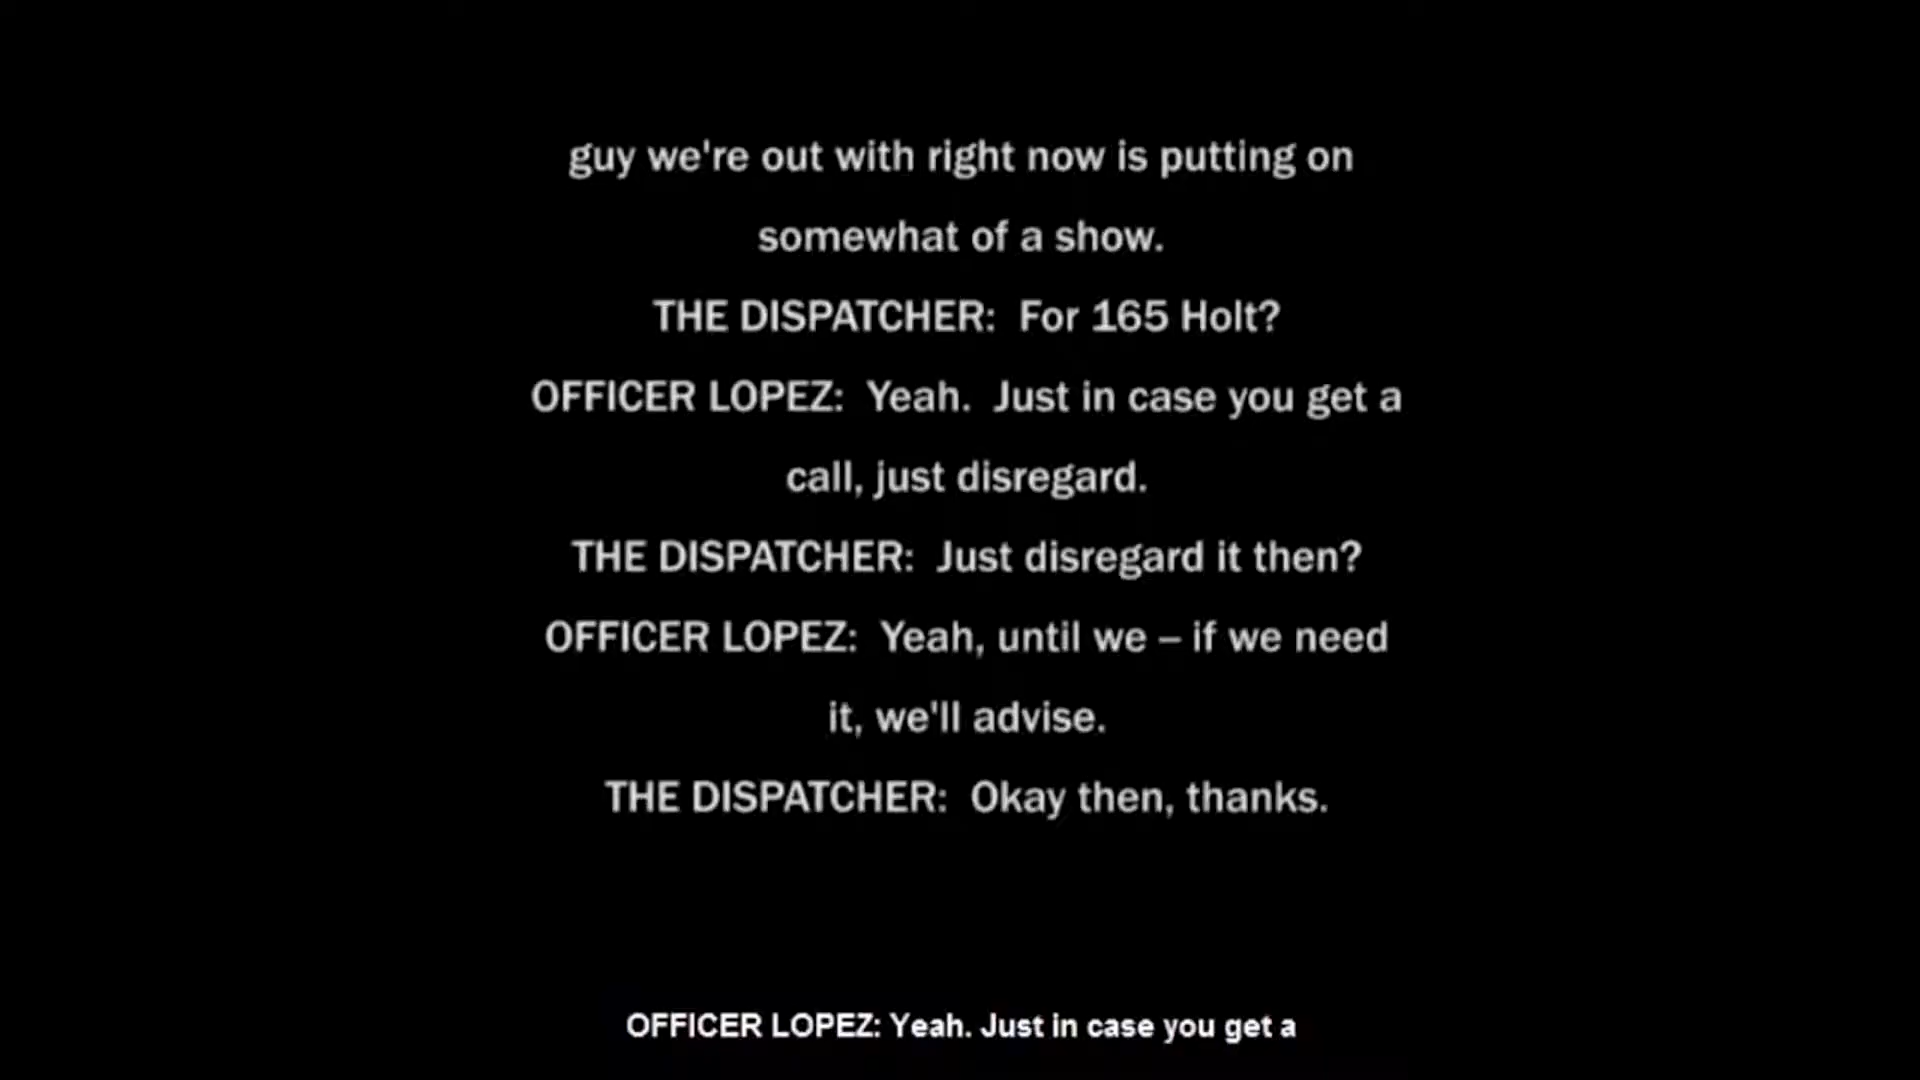 guy we're out with right now is putting on
somewhat of a show.
THE DISPATCHER:  For 165 Holt?
OFFICER LOPEZ:  Yeah.  Just in case you get a
call, just disregard.
THE DISPATCHER:  Just disregard it then?
OFFICER LOPEZ:  Yeah, until we – if we need
it, we'll advise.
THE DISPATCHER:  Okay then, thanks.
OFFICER LOPEZ: Yeah. Just in case you get a